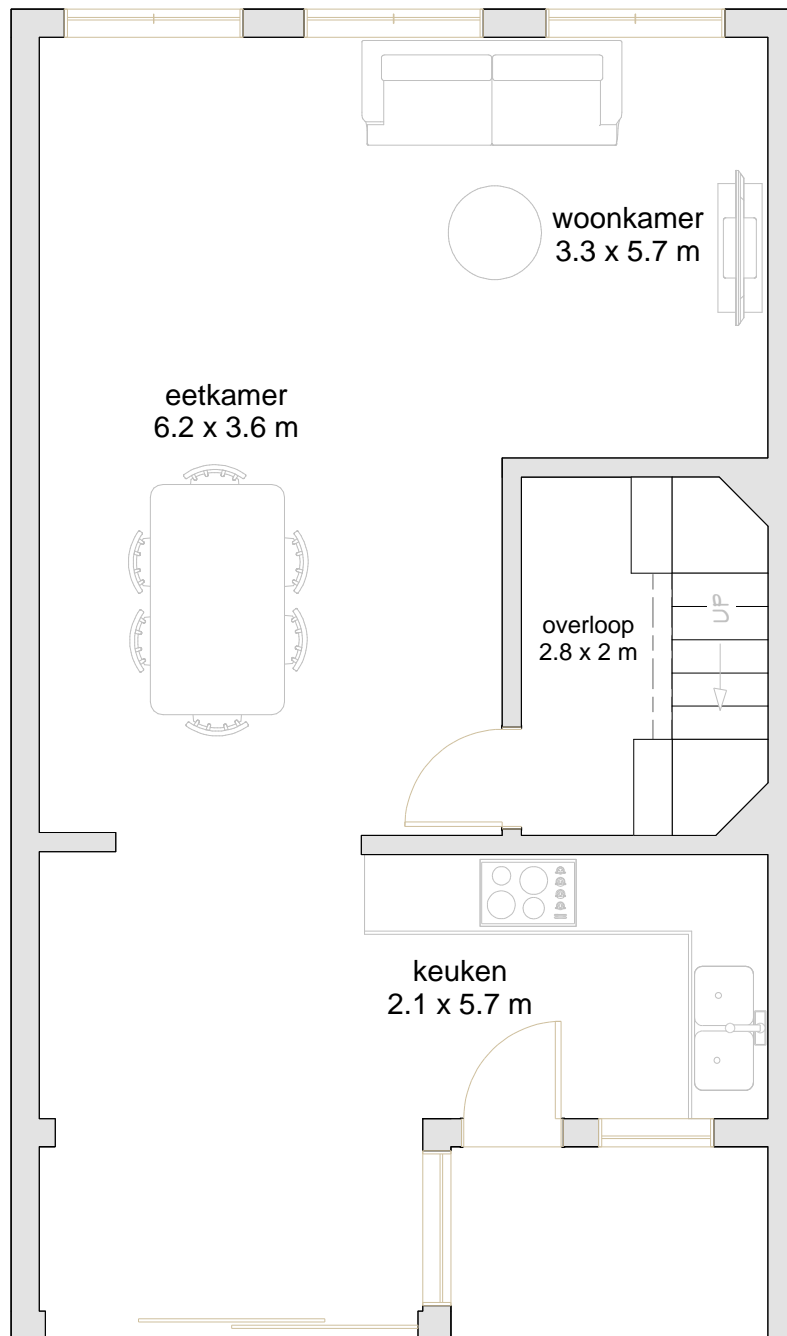 woonkamer
3.3 x 5.7 m
eetkamer
6.2 x 3.6 m
overloop
2.8 x 2 m
UP
keuken
2.1 x 5.7 m